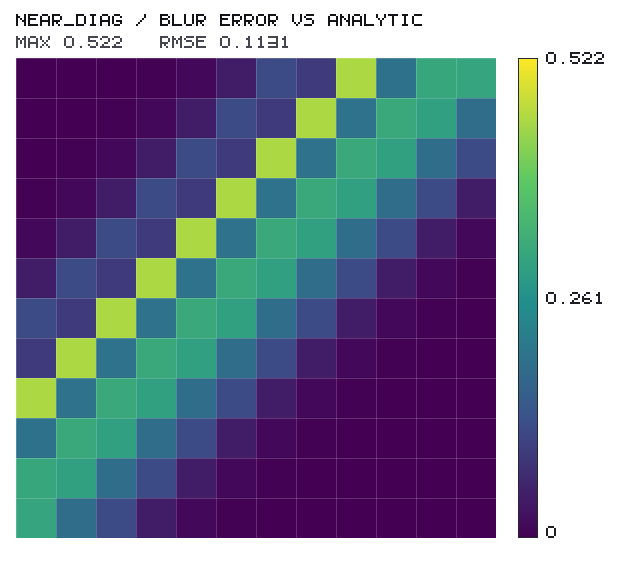 NEAR_DIAG / BLUR ERROR VS ANALYTIC
MAX 0.522 RMSE 0.1131
0.522
0.261
0